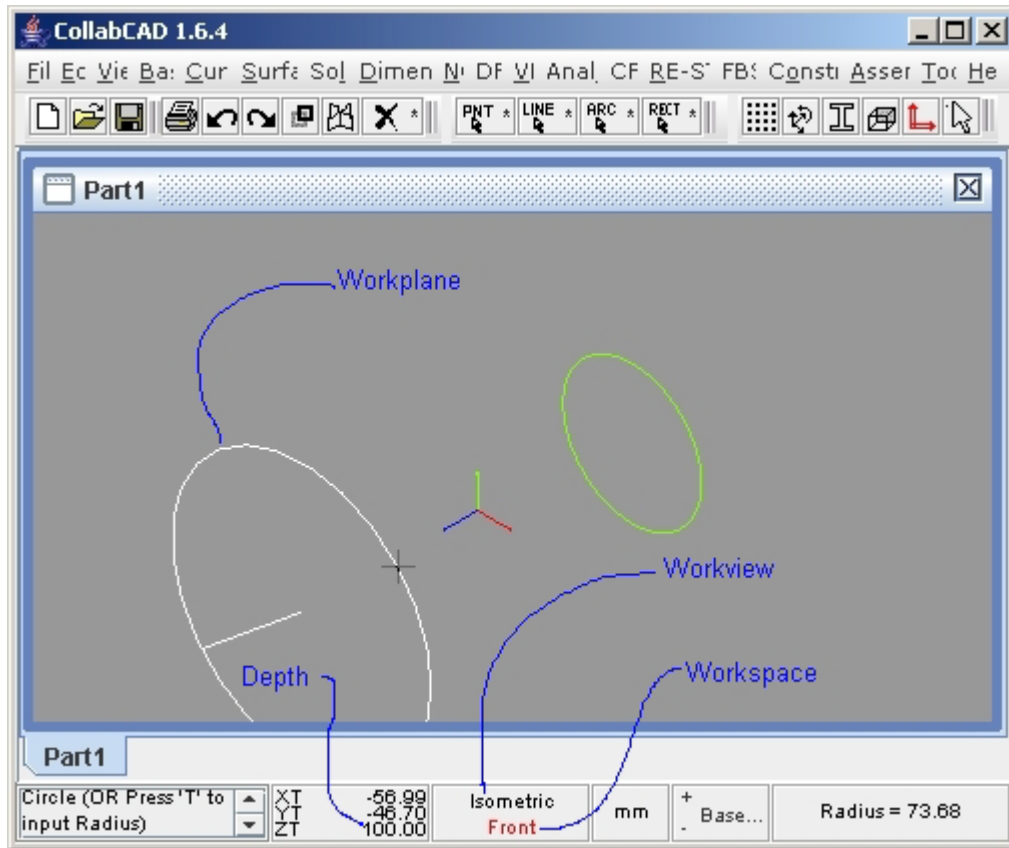 CollabCAD 1.6.4
Fil Ec Vie Ba: Cur Surfa Sol Dimen N DF VI Anal CF RE-S FBS Constr Asser Too He
PNT * LINE * ARC * RECT *
Part1
Workplane
Workview
Depth
Workspace
Part1
Circle (OR Press 'T' to
input Radius)
XT -56.99
YT -46.70
ZT 100.00
Isometric
Front
mm
+
- Base...
Radius = 73.68